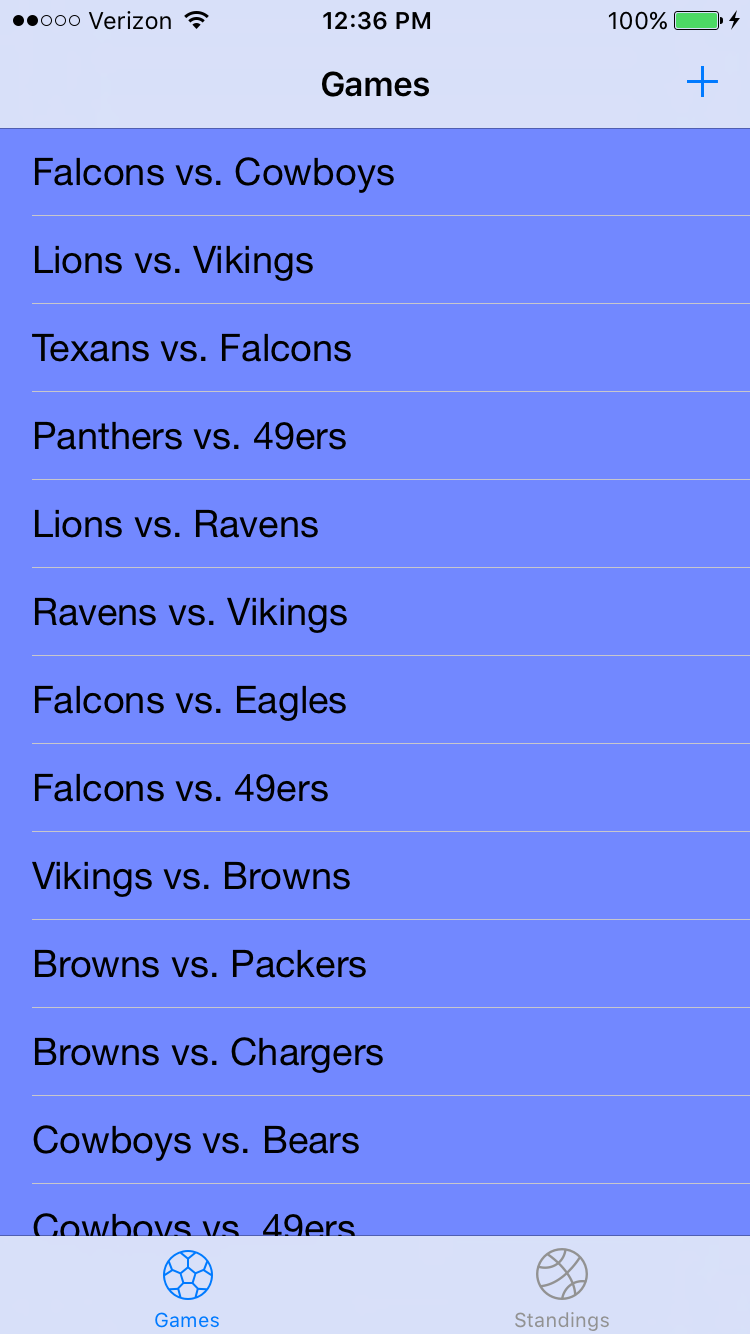 Verizon 12:36 PM 100%
Games
Falcons vs. Cowboys
Lions vs. Vikings
Texans vs. Falcons
Panthers vs. 49ers
Lions vs. Ravens
Ravens vs. Vikings
Falcons vs. Eagles
Falcons vs. 49ers
Vikings vs. Browns
Browns vs. Packers
Browns vs. Chargers
Cowboys vs. Bears
Cowboys vs. 49ers
Games Standings